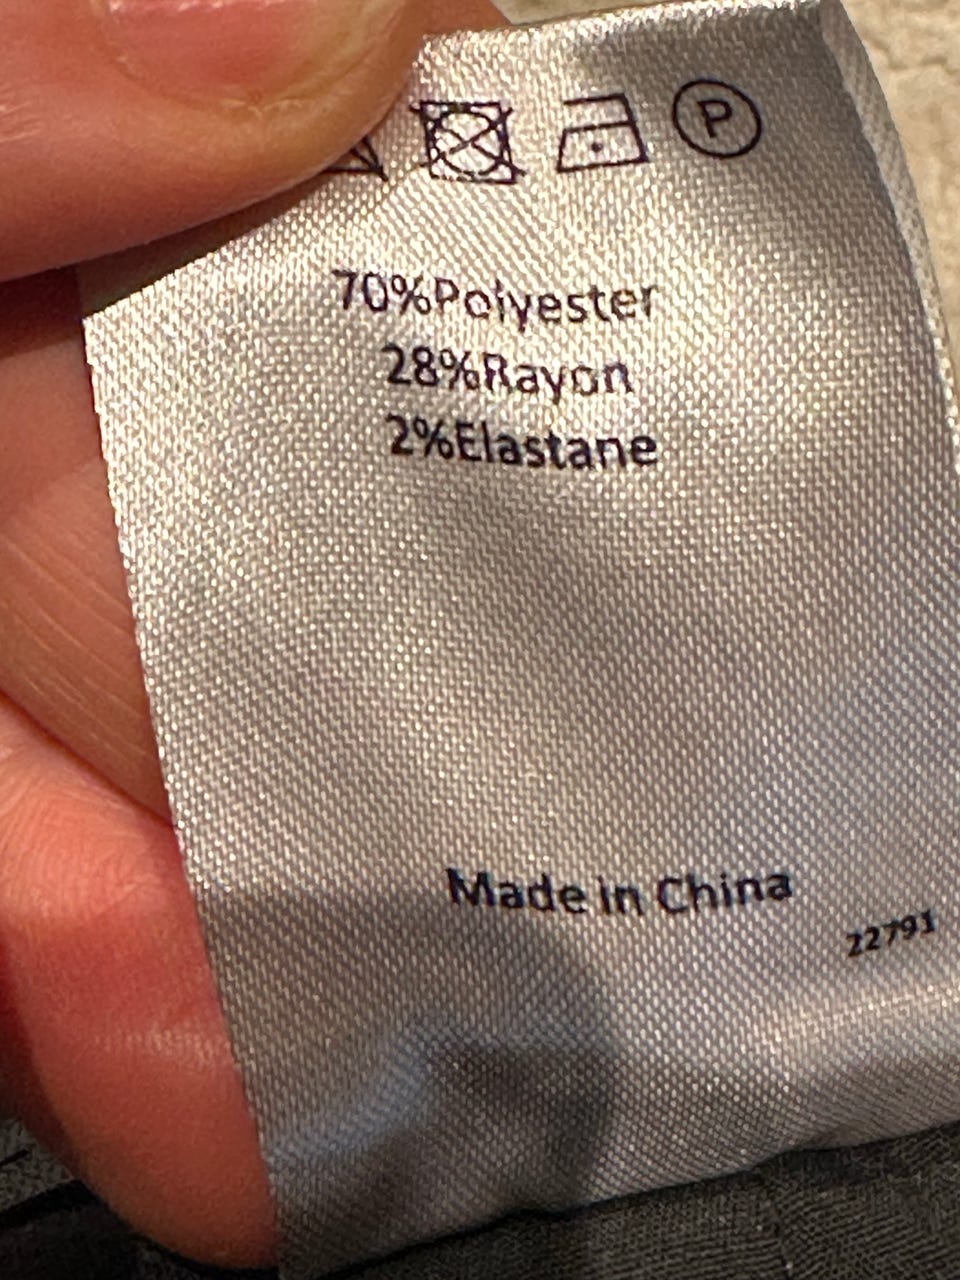 P
70%Polyester
28%Rayon
2%Elastane
Made in China
22791